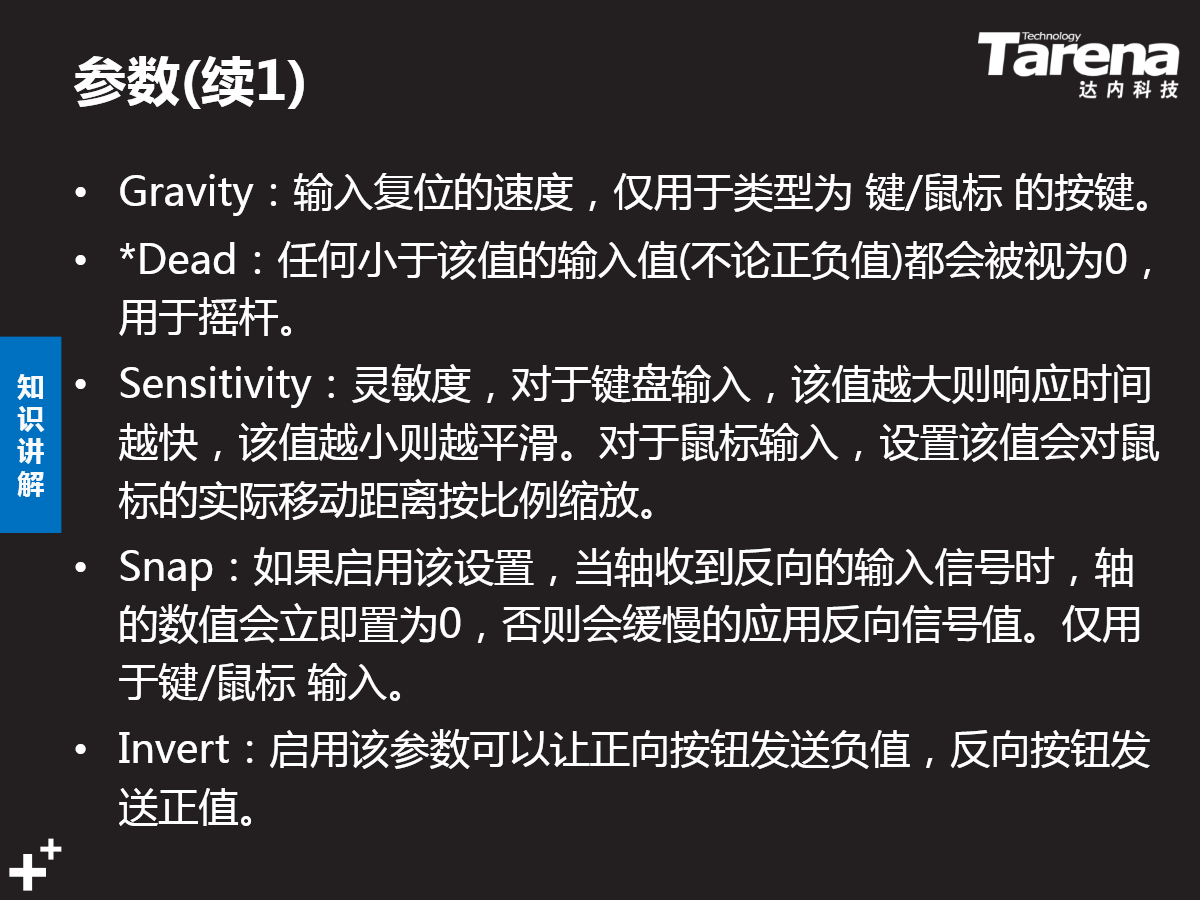 参数(续1)
Technology
Tarena
达内科技
• Gravity：输入复位的速度，仅用于类型为 键/鼠标 的按键。
• *Dead：任何小于该值的输入值(不论正负值)都会被视为0，
用于摇杆。
• Sensitivity：灵敏度，对于键盘输入，该值越大则响应时间
越快，该值越小则越平滑。对于鼠标输入，设置该值会对鼠
标的实际移动距离按比例缩放。
• Snap：如果启用该设置，当轴收到反向的输入信号时，轴
的数值会立即置为0，否则会缓慢的应用反向信号值。仅用
于键/鼠标 输入。
• Invert：启用该参数可以让正向按钮发送负值，反向按钮发
送正值。
知
识
讲
解